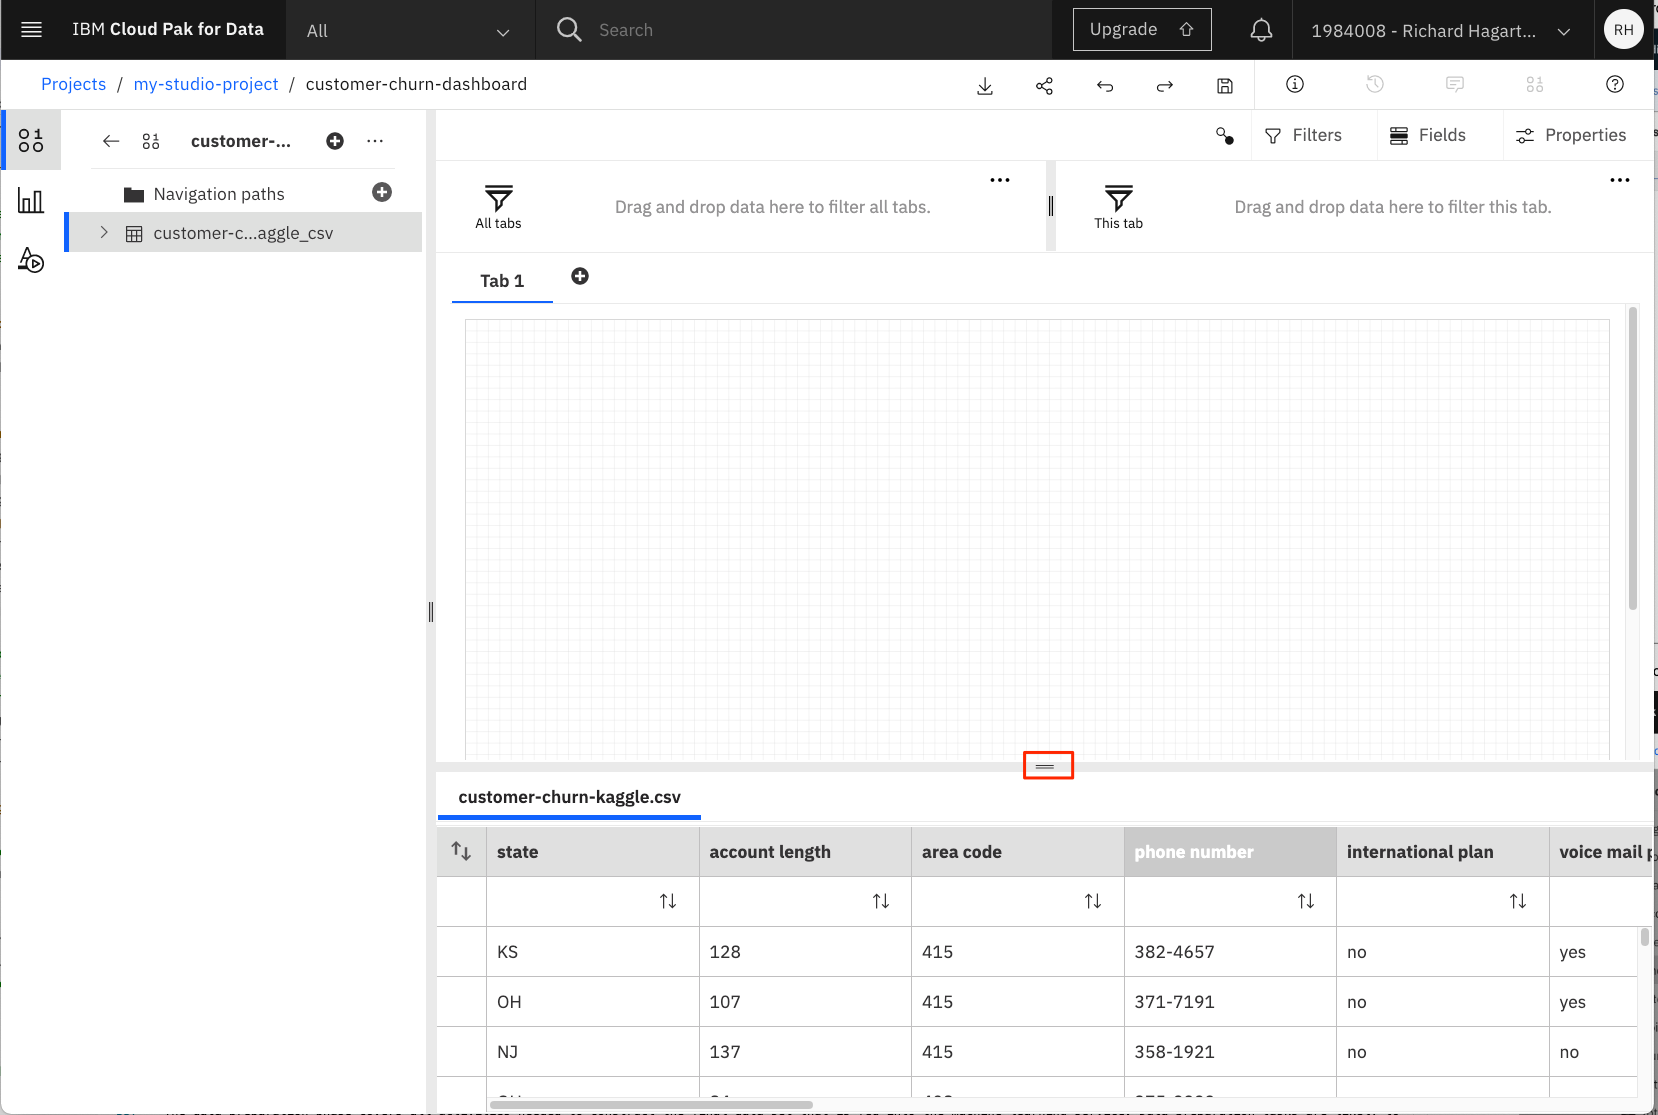 IBM Cloud Pak for Data
All
Search
Upgrade
1984008 - Richard Hagart...
RH
Projects / my-studio-project / customer-churn-dashboard
customer-...
Filters
Fields
Properties
Navigation paths
customer-c...aggle_csv
All tabs
Drag and drop data here to filter all tabs.
This tab
Drag and drop data here to filter this tab.
Tab 1
customer-churn-kaggle.csv
state account length area code phone number international plan voice mail
KS 128 415 382-4657 no yes
OH 107 415 371-7191 no yes
NJ 137 415 358-1921 no no